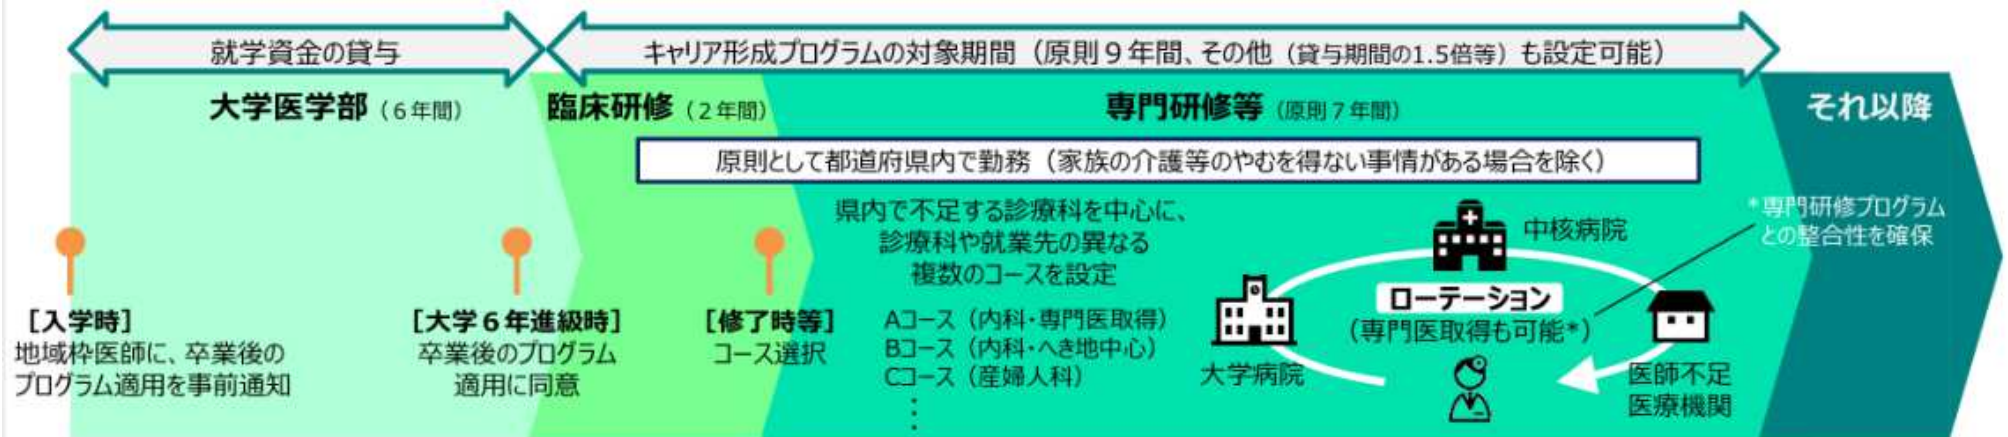 就学資金の貸与
キャリア形成プログラムの対象期間（原則９年間、その他（貸与期間の1.5倍等）も設定可能）
大学医学部（６年間）
臨床研修（２年間）
専門研修等（原則７年間）
それ以降
原則として都道府県内で勤務（家族の介護等のやむを得ない事情がある場合を除く）
［入学時］
地域枠医師に、卒業後の
プログラム適用を事前通知
［大学６年進級時］
卒業後のプログラム
適用に同意
［修了時等］
コース選択
県内で不足する診療科を中心に、
診療科や就業先の異なる
複数のコースを設定
Aコース（内科・専門医取得）
Bコース（内科・へき地中心）
Cコース（産婦人科）
⋮
中核病院
ローテーション
（専門医取得も可能*）
大学病院
医師不足
医療機関
*専門研修プログラム
との整合性を確保